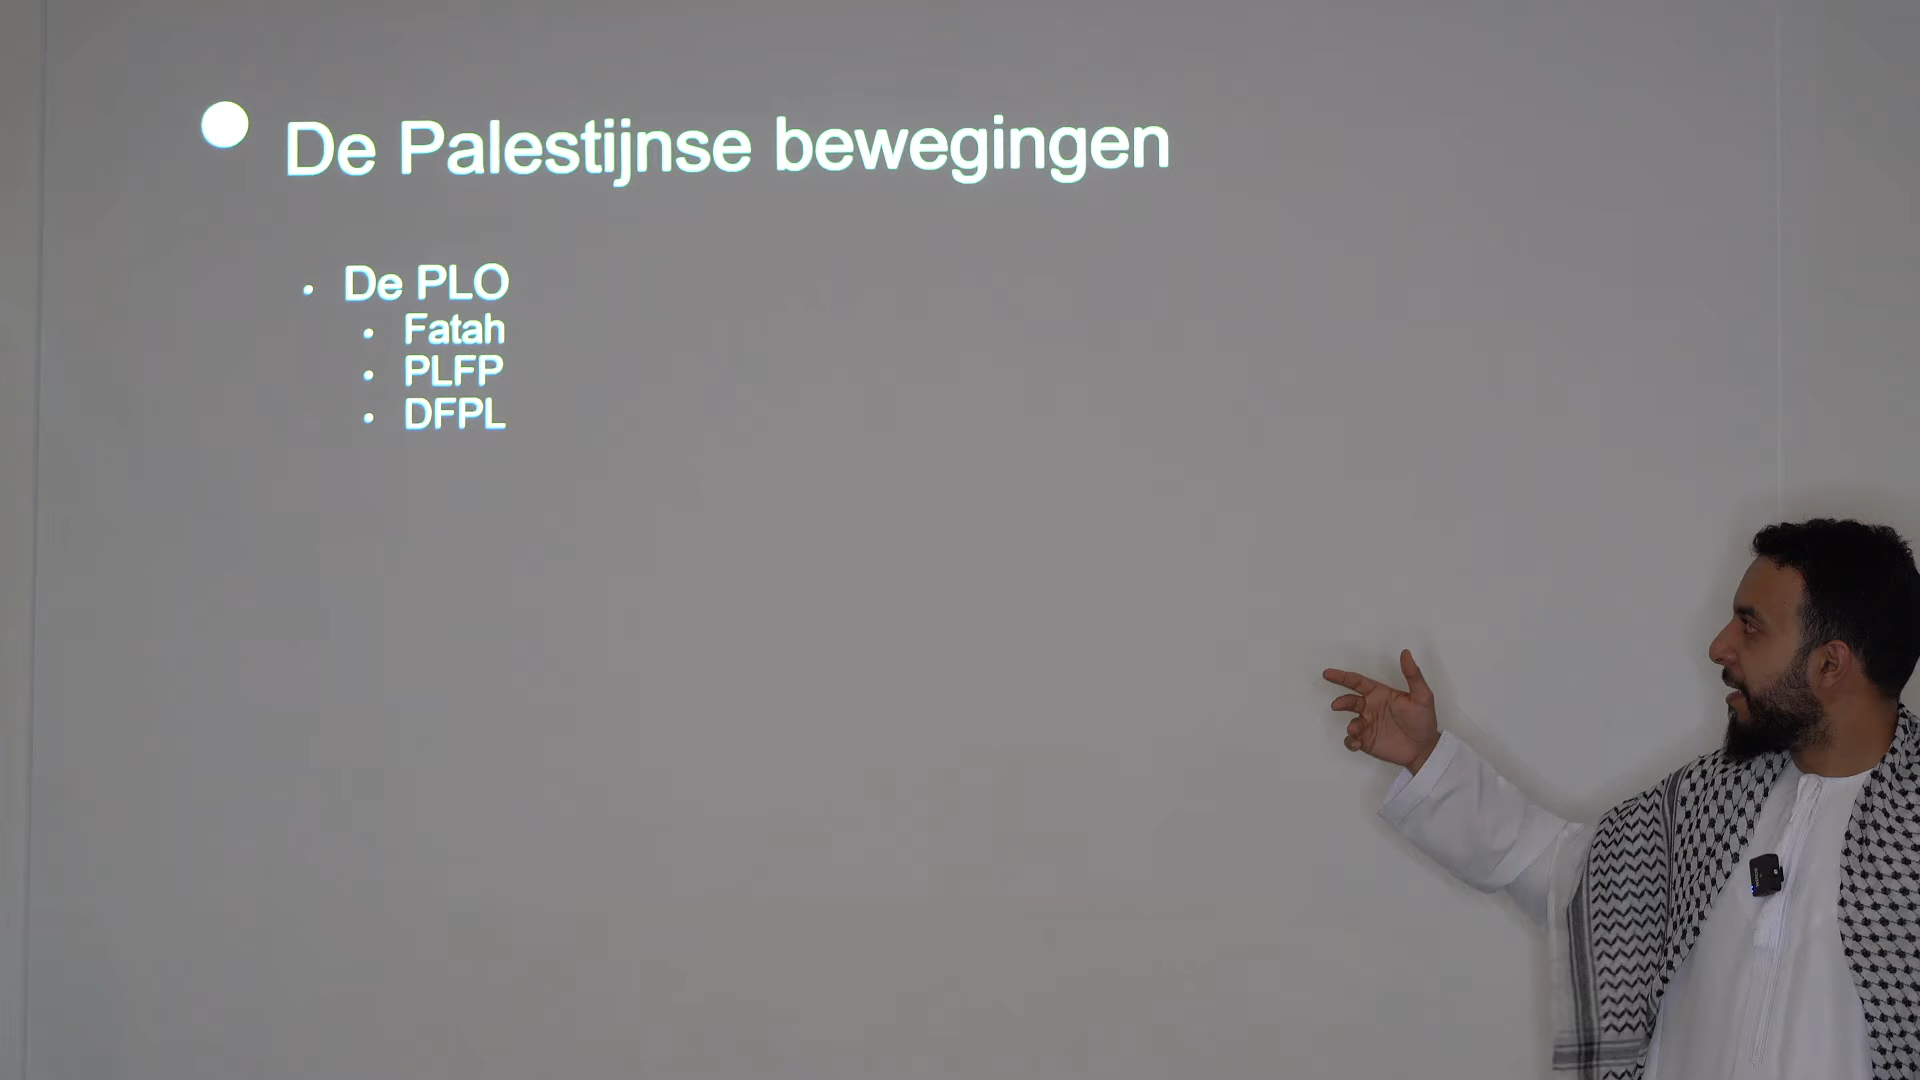 De Palestijnse bewegingen
De PLO
Fatah
PLFP
DFPL